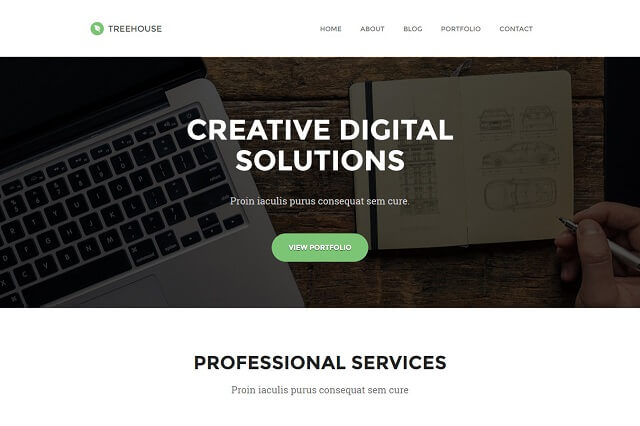 TREEHOUSE
HOME ABOUT BLOG PORTFOLIO CONTACT
CREATIVE DIGITAL
SOLUTIONS
Proin iaculis purus consequat sem cure.
VIEW PORTFOLIO
PROFESSIONAL SERVICES
Proin iaculis purus consequat sem cure